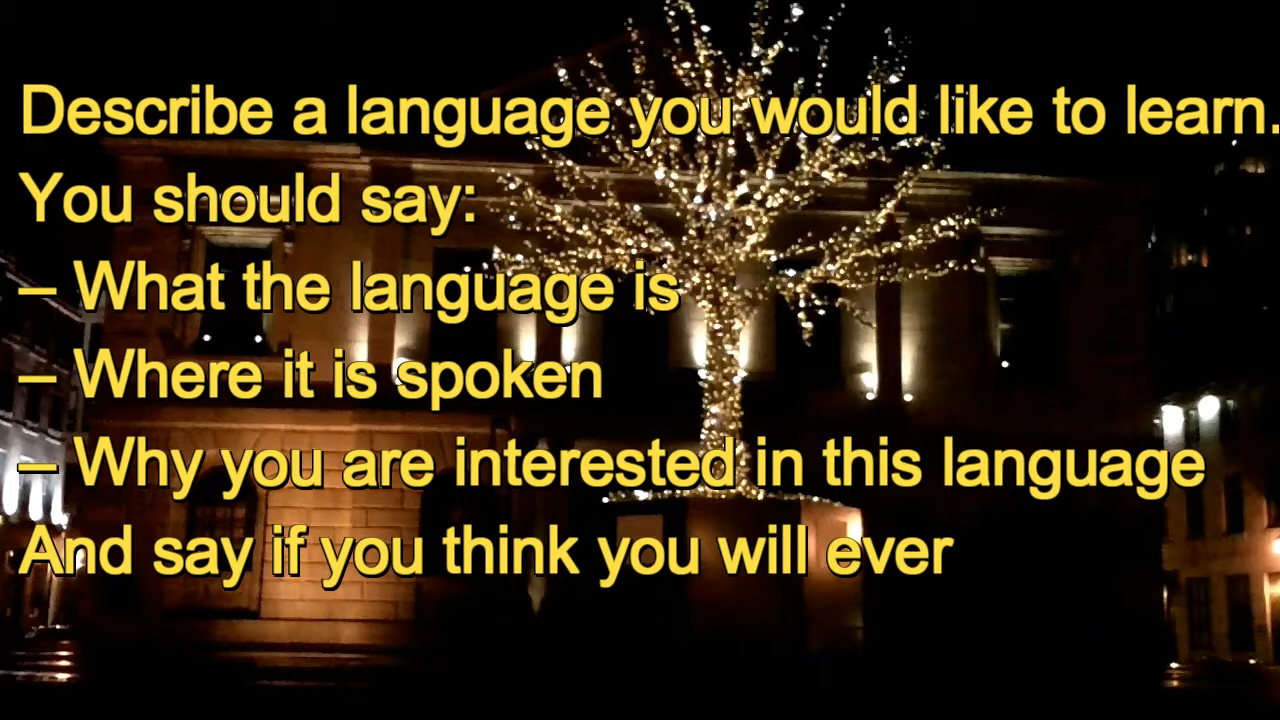 Describe a language you would like to learn.
You should say:
– What the language is
– Where it is spoken
– Why you are interested in this language
And say if you think you will ever